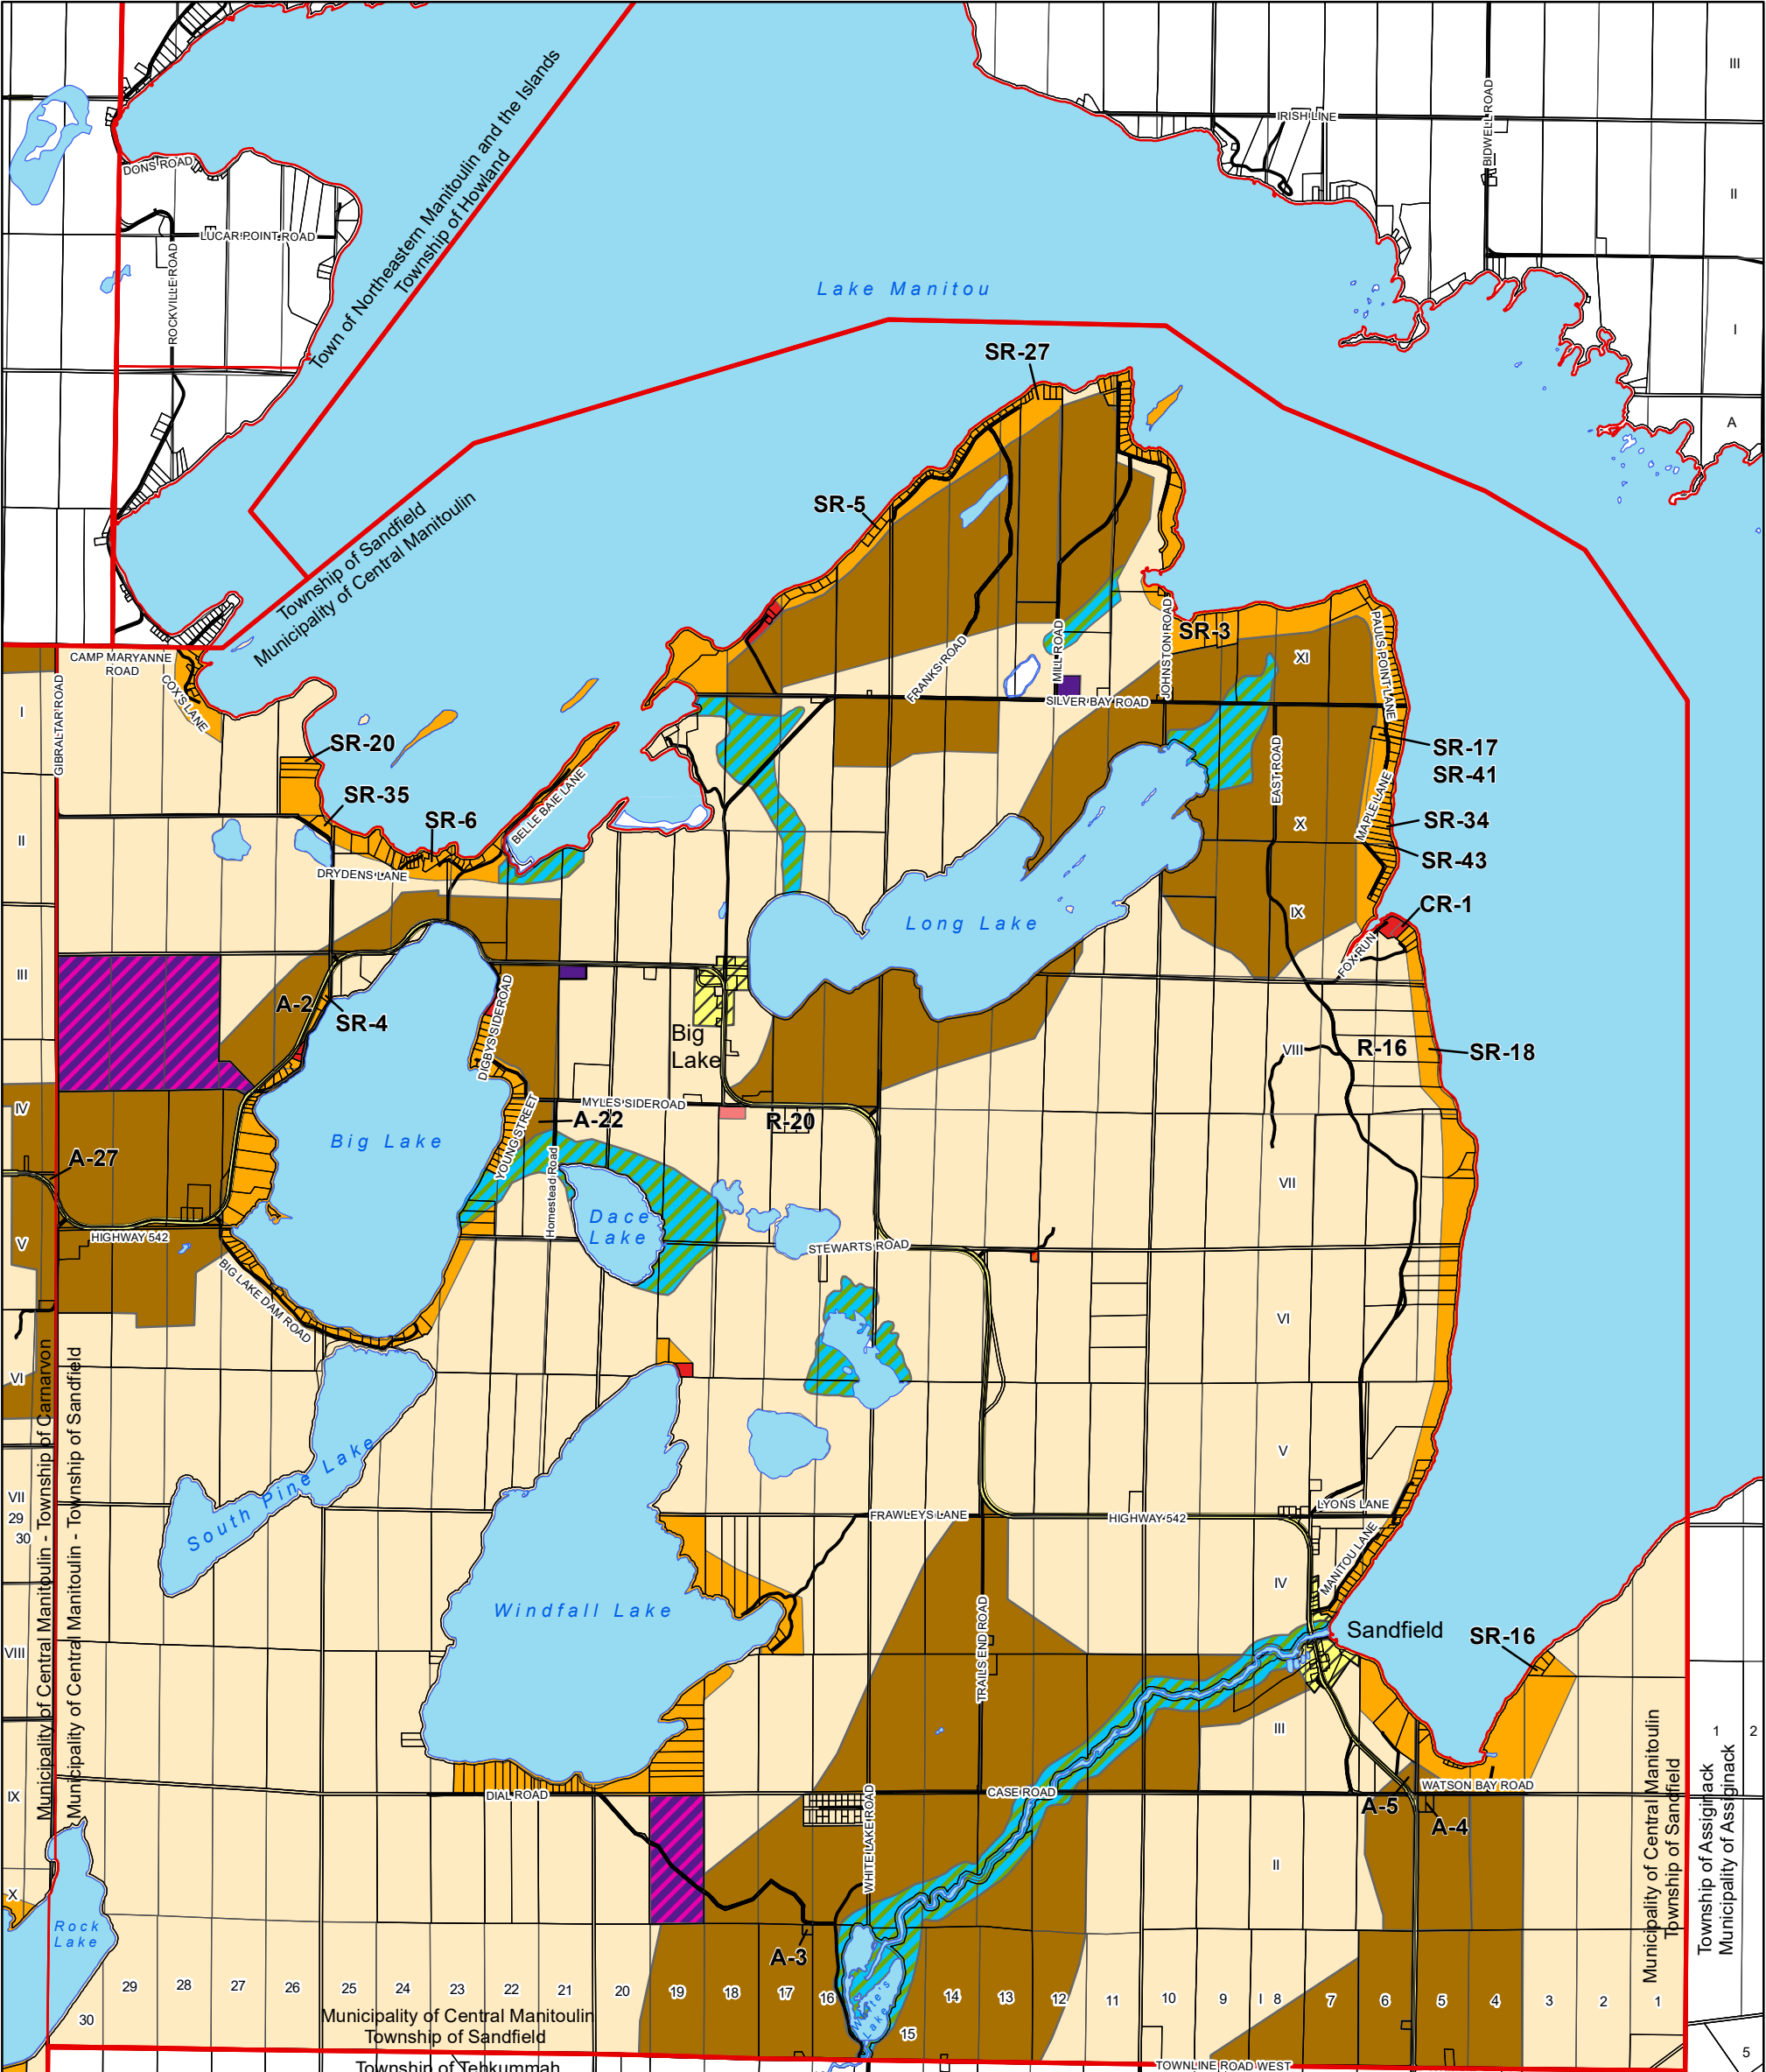 III
IRISH LINE
BIDWELL ROAD
DONS ROAD
II
LUCAR POINT ROAD
ROCKVILLE ROAD
Town of Northeastern Manitoulin and the Islands
Township of Howland
Lake Manitou
I
SR-27
A
SR-5
Township of Sandfield
Municipality of Central Manitoulin
CAMP MARYANNE
ROAD
COX'S LANE
GIBRALTAR ROAD
I
FRANKS ROAD
MILL ROAD
JOHNSTON ROAD
SR-3
PAULS POINT LANE
XI
SILVER BAY ROAD
SR-20
SR-17
SR-41
EAST ROAD
MAPLE LANE
BELLE BAIE LANE
SR-35
SR-6
II
X
SR-34
SR-43
DRYDENS LANE
CR-1
IX
Long Lake
FOX RUN
III
A-2
SR-4
DIGBYS SIDEROAD
Big
Lake
VIII
R-16
SR-18
IV
MYLES SIDEROAD
A-22
R-20
YOUNG STREET
Big Lake
A-27
Homestead Road
VII
Dace
Lake
HIGHWAY 542
V
STEWARTS ROAD
BIG LAKE DAM ROAD
VI
VI
South Pine Lake
V
VII
29
30
FRAWLEYS LANE
HIGHWAY 542
LYONS LANE
MANITOU LANE
IV
Windfall Lake
TRAILS END ROAD
Sandfield
SR-16
VIII
Municipality of Central Manitoulin - Township of Carnarvon
Municipality of Central Manitoulin - Township of Sandfield
III
1
2
IX
DIAL ROAD
WHITE LAKE ROAD
CASE ROAD
WATSON BAY ROAD
A-5
A-4
Municipality of Central Manitoulin
Township of Sandfield
Township of Assiginack
Municipality of Assiginack
II
X
Rock
Lake
A-3
White's
Lake
30
29
28
27
26
25
24
23
22
21
20
19
18
17
16
15
14
13
12
11
10
9
I
8
7
6
5
4
3
2
1
Municipality of Central Manitoulin
Township of Sandfield
5
Township of Tehkummah
TOWNLINE ROAD WEST